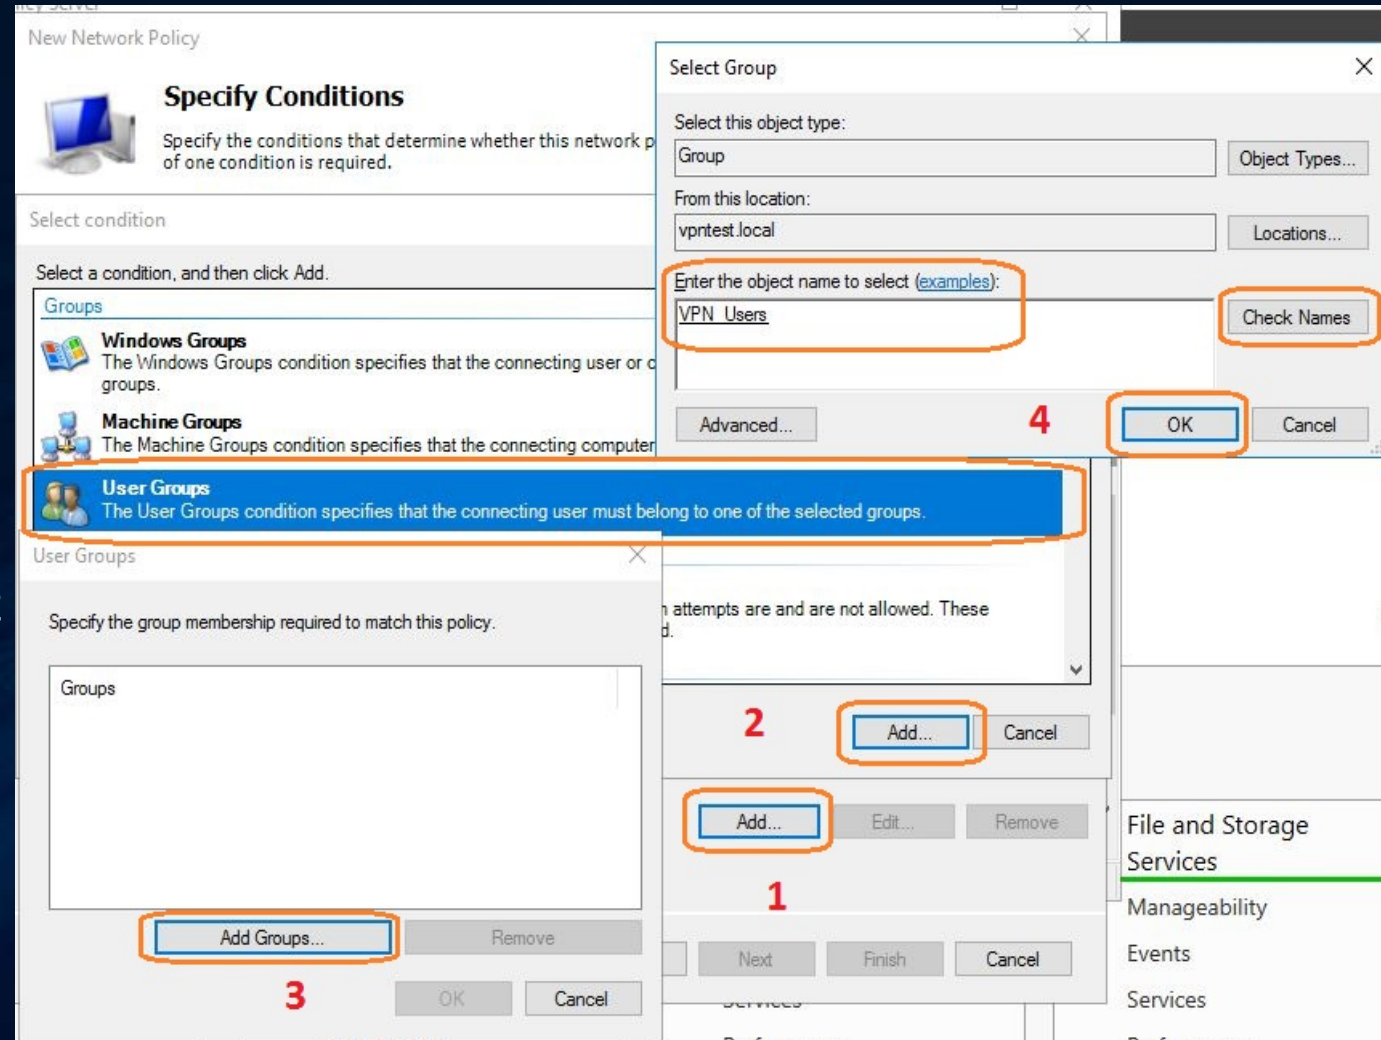 New Network Policy
Specify Conditions
Specify the conditions that determine whether this network p
of one condition is required.
Select condition
Select a condition, and then click Add.
Groups
Windows Groups
The Windows Groups condition specifies that the connecting user or c
groups.
Machine Groups
The Machine Groups condition specifies that the connecting computer
User Groups
The User Groups condition specifies that the connecting user must belong to one of the selected groups.
attempts are and are not allowed. These
d.
2
Add...
Cancel
Add...
Edit...
Remove
1
Next
Finish
Cancel
Select Group
Select this object type:
Group
Object Types...
From this location:
vpntest.local
Locations...
Enter the object name to select (examples):
VPN_Users
Check Names
Advanced...
4
OK
Cancel
User Groups
Specify the group membership required to match this policy.
Groups
Add Groups...
Remove
3
OK
Cancel
File and Storage
Services
Manageability
Events
Services